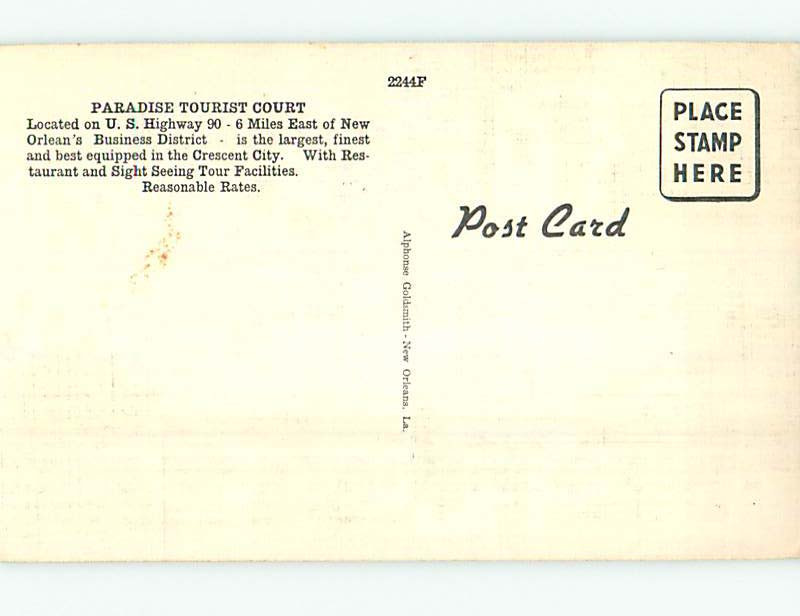 2244F
PARADISE TOURIST COURT
Located on U. S. Highway 90 - 6 Miles East of New
Orlean's Business District - is the largest, finest
and best equipped in the Crescent City. With Res-
taurant and Sight Seeing Tour Facilities.
Reasonable Rates.
PLACE
STAMP
HERE
Post Card
Alphonse Goldsmith - New Orleans, La.